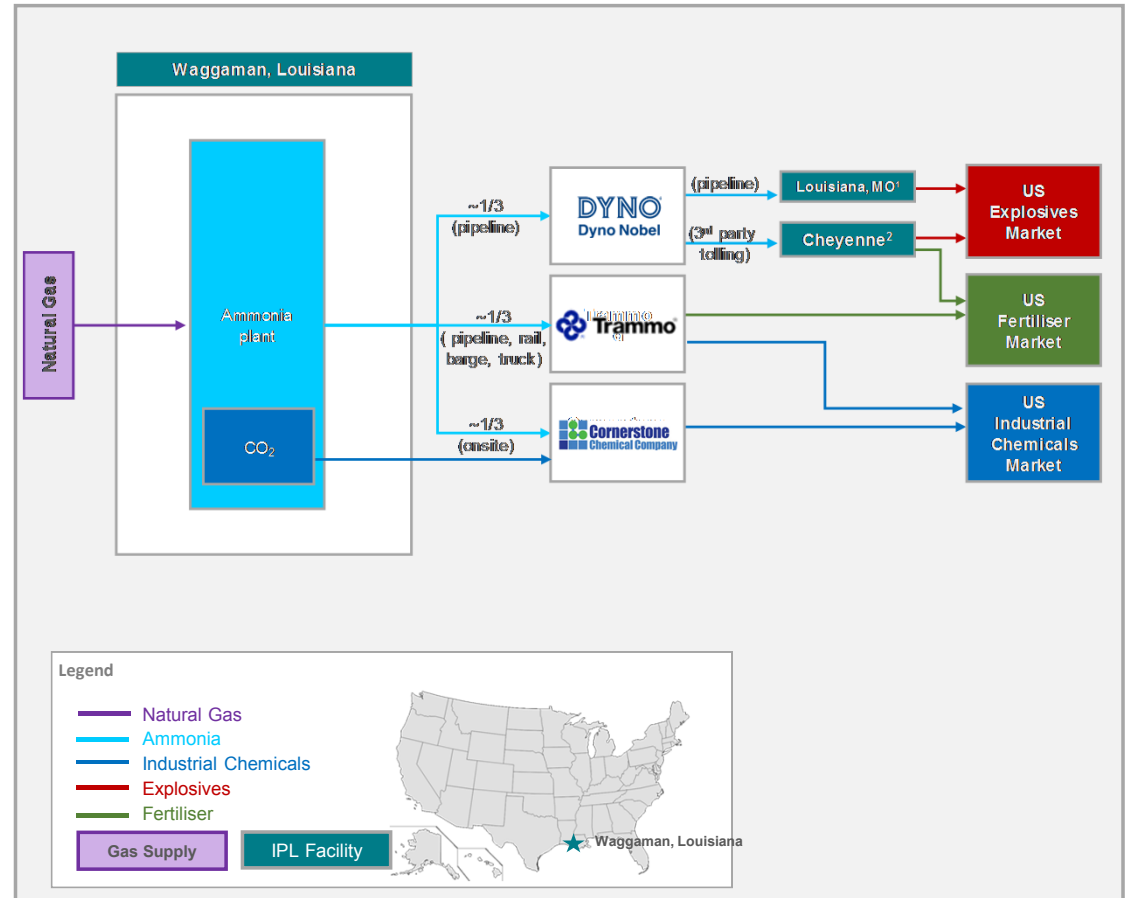 Waggaman, Louisiana
Natural Gas
Ammonia
plant
CO₂
~1/3
(pipeline)
~1/3
( pipeline, rail,
barge, truck)
~1/3
(onsite)
DYNO®
Dyno Nobel
Trammo
Trammo®
Cornerstone
Chemical Company
(pipeline)
(3rd party
tolling)
Louisiana, MO¹
Cheyenne²
US
Explosives
Market
US
Fertiliser
Market
US
Industrial
Chemicals
Market
Legend
Natural Gas
Ammonia
Industrial Chemicals
Explosives
Fertiliser
Gas Supply
IPL Facility
Waggaman, Louisiana